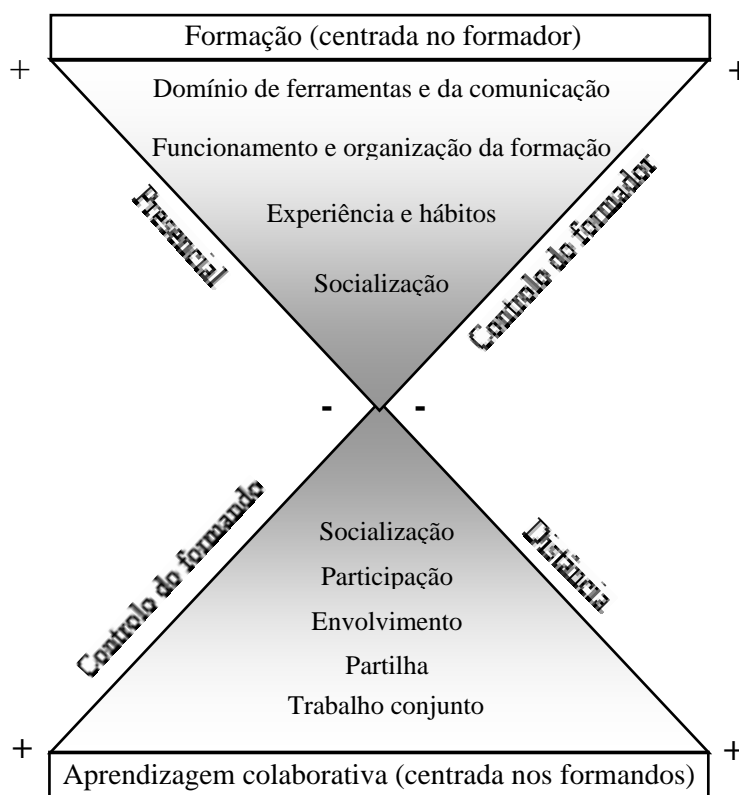 Formação (centrada no formador)
+ +
Domínio de ferramentas e da comunicação
Funcionamento e organização da formação
Presencial
Experiência e hábitos
Controlo do formador
Socialização
- -
Controlo do formando
Socialização
Distância
Participação
Envolvimento
Partilha
Trabalho conjunto
+ +
Aprendizagem colaborativa (centrada nos formandos)